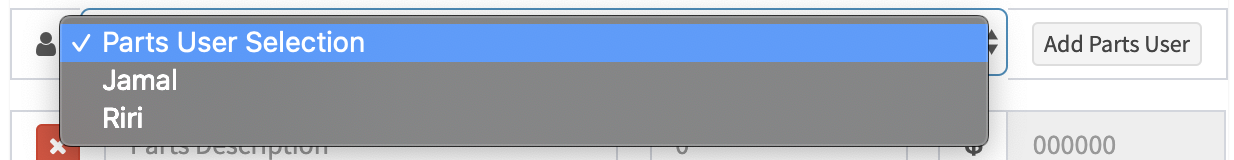 Parts User Selection
Add Parts User
Jamal
Riri
Parts Description 0 $ 000000